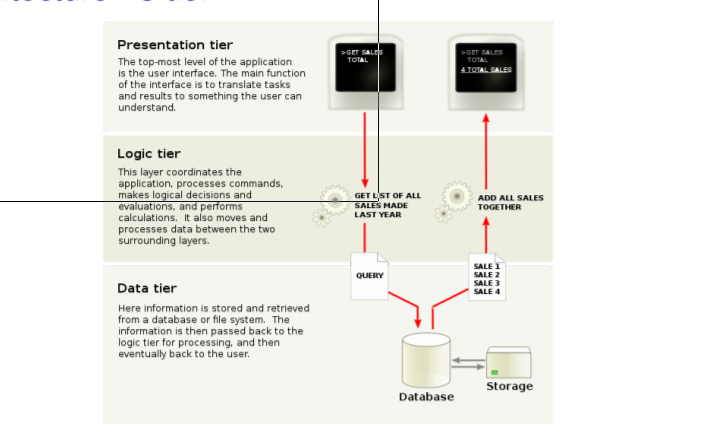 Presentation tier
The top-most level of the application
is the user interface. The main function
of the interface is to translate tasks
and results to something the user can
understand.
>GET SALES
TOTAL
>GET SALES
TOTAL
4 TOTAL SALES
Logic tier
This layer coordinates the
application, processes commands,
makes logical decisions and
evaluations, and performs
calculations. It also moves and
processes data between the two
surrounding layers.
GET LIST OF ALL
SALES MADE
LAST YEAR
ADD ALL SALES
TOGETHER
QUERY
SALE 1
SALE 2
SALE 3
SALE 4
Data tier
Here information is stored and retrieved
from a database or file system. The
information is then passed back to the
logic tier for processing, and then
eventually back to the user.
Database
Storage